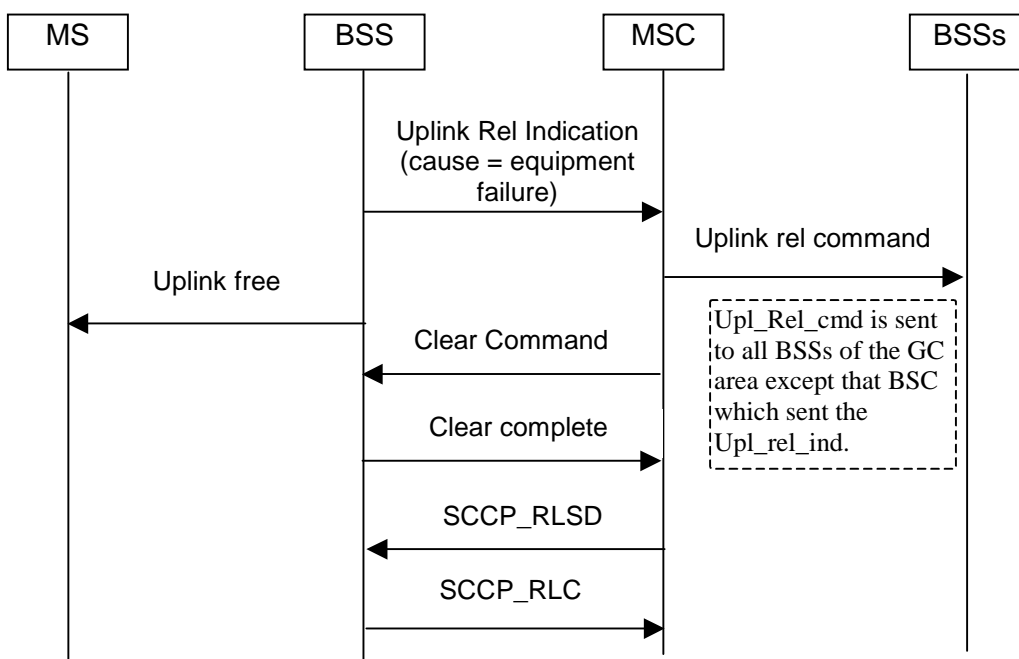 MS
BSS
MSC
BSSs
Uplink Rel Indication
(cause = equipment
failure)
Uplink rel command
Uplink free
Upl_Rel_cmd is sent
to all BSSs of the GC
area except that BSC
which sent the
Upl_rel_ind.
Clear Command
Clear complete
SCCP_RLSD
SCCP_RLC